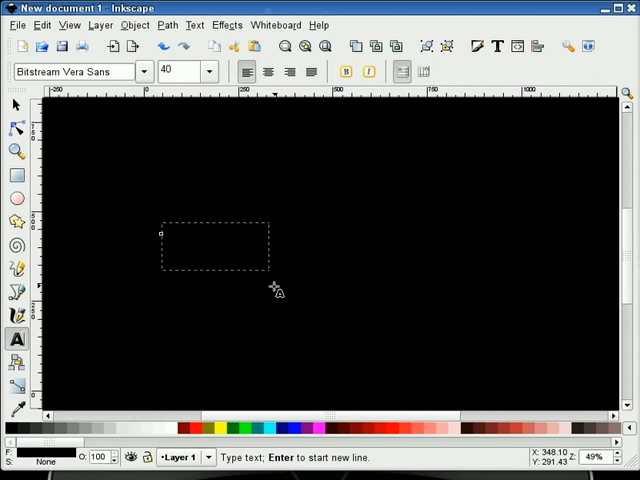 New document 1 - Inkscape
File Edit View Layer Object Path Text Effects Whiteboard Help
Bitstream Vera Sans 40
-250 0 250 500 750 1000
F: O: 100 •Layer 1 Type text; Enter to start new line. X: 348.10 Z: 49%
S: None Y: 291.43